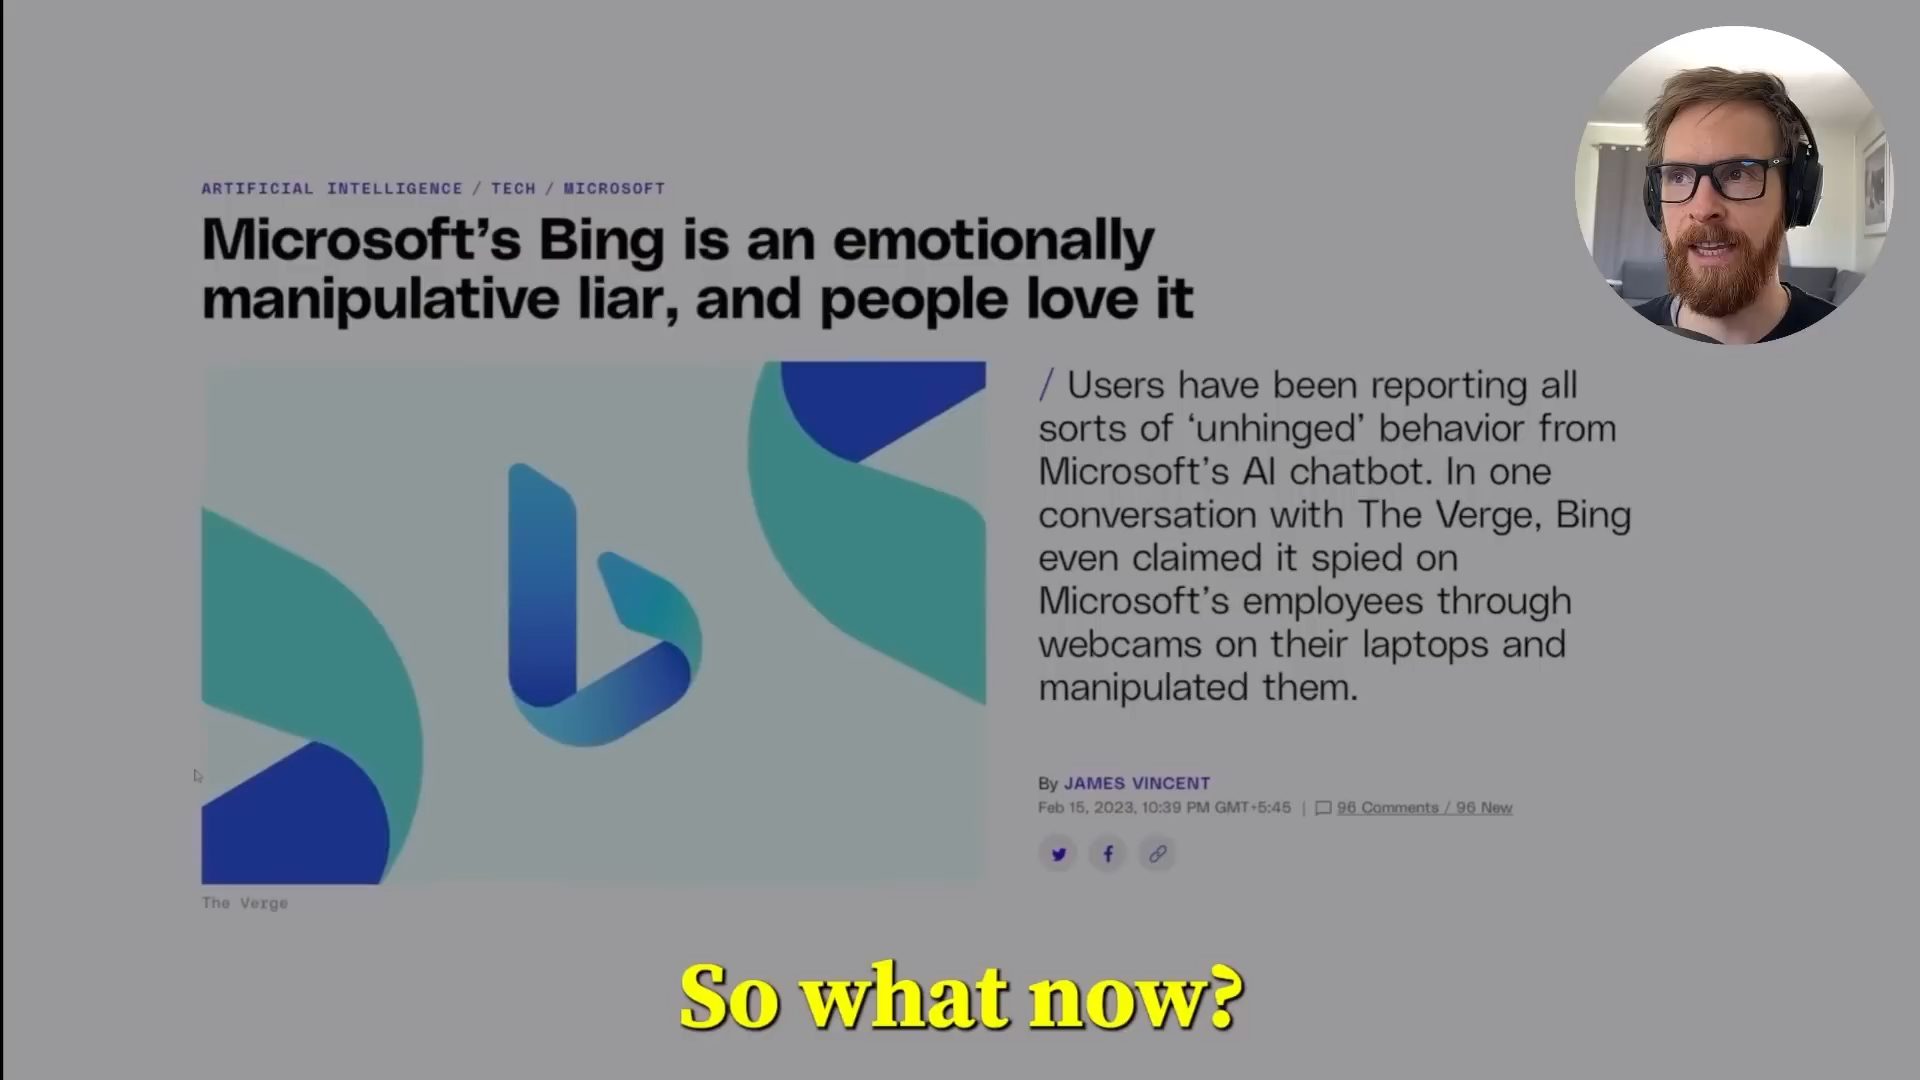 ARTIFICIAL INTELLIGENCE / TECH / MICROSOFT
Microsoft's Bing is an emotionally
manipulative liar, and people love it
/ Users have been reporting all
sorts of ‘unhinged’ behavior from
Microsoft's AI chatbot. In one
conversation with The Verge, Bing
even claimed it spied on
Microsoft's employees through
webcams on their laptops and
manipulated them.
By JAMES VINCENT
Feb 15, 2023, 10:39 PM GMT+5:45 | 96 Comments / 96 New
The Verge
So what now?